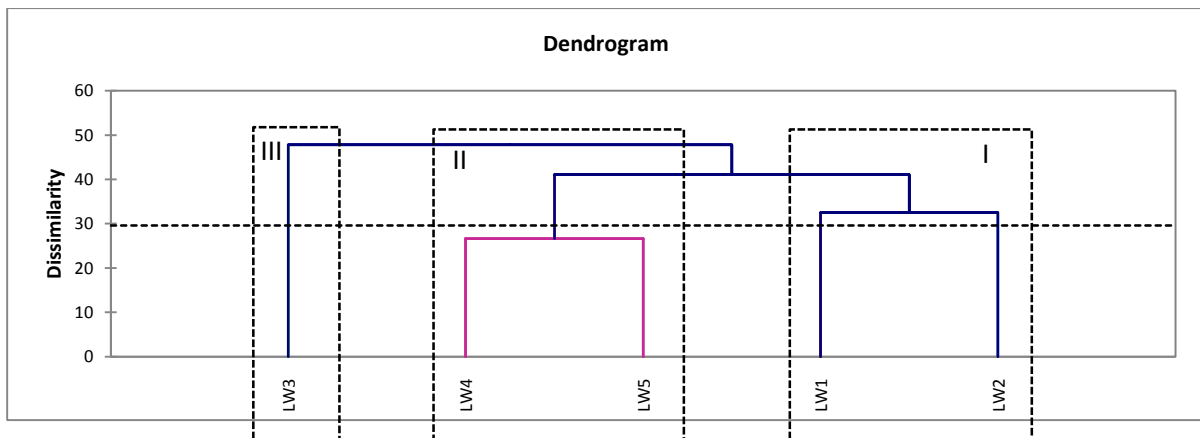 Dendrogram
60
50
40
30
20
10
0
Dissimilarity
III
II
I
LW3
LW4
LW5
LW1
LW2